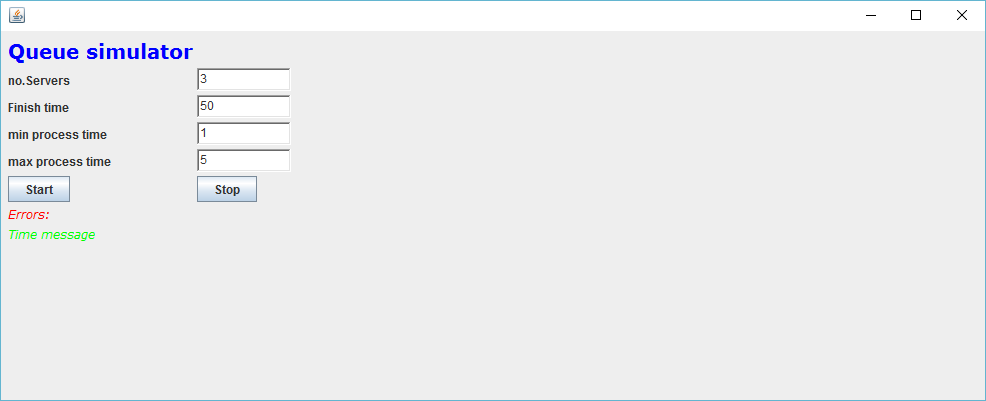 Queue simulator
no.Servers 3
Finish time 50
min process time 1
max process time 5
Start Stop
Errors:
Time message